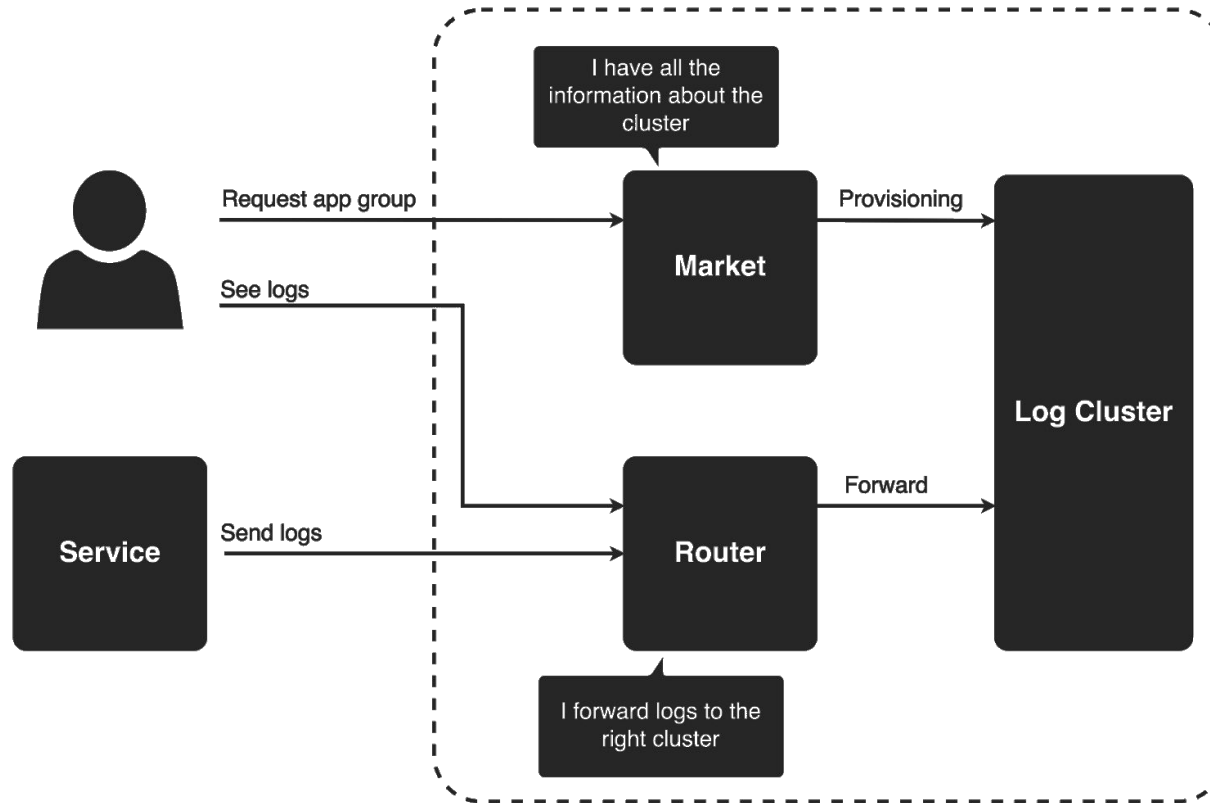 I have all the
information about the
cluster
Request app group
Provisioning
Market
See logs
Log Cluster
Send logs
Forward
Service
Router
I forward logs to the
right cluster